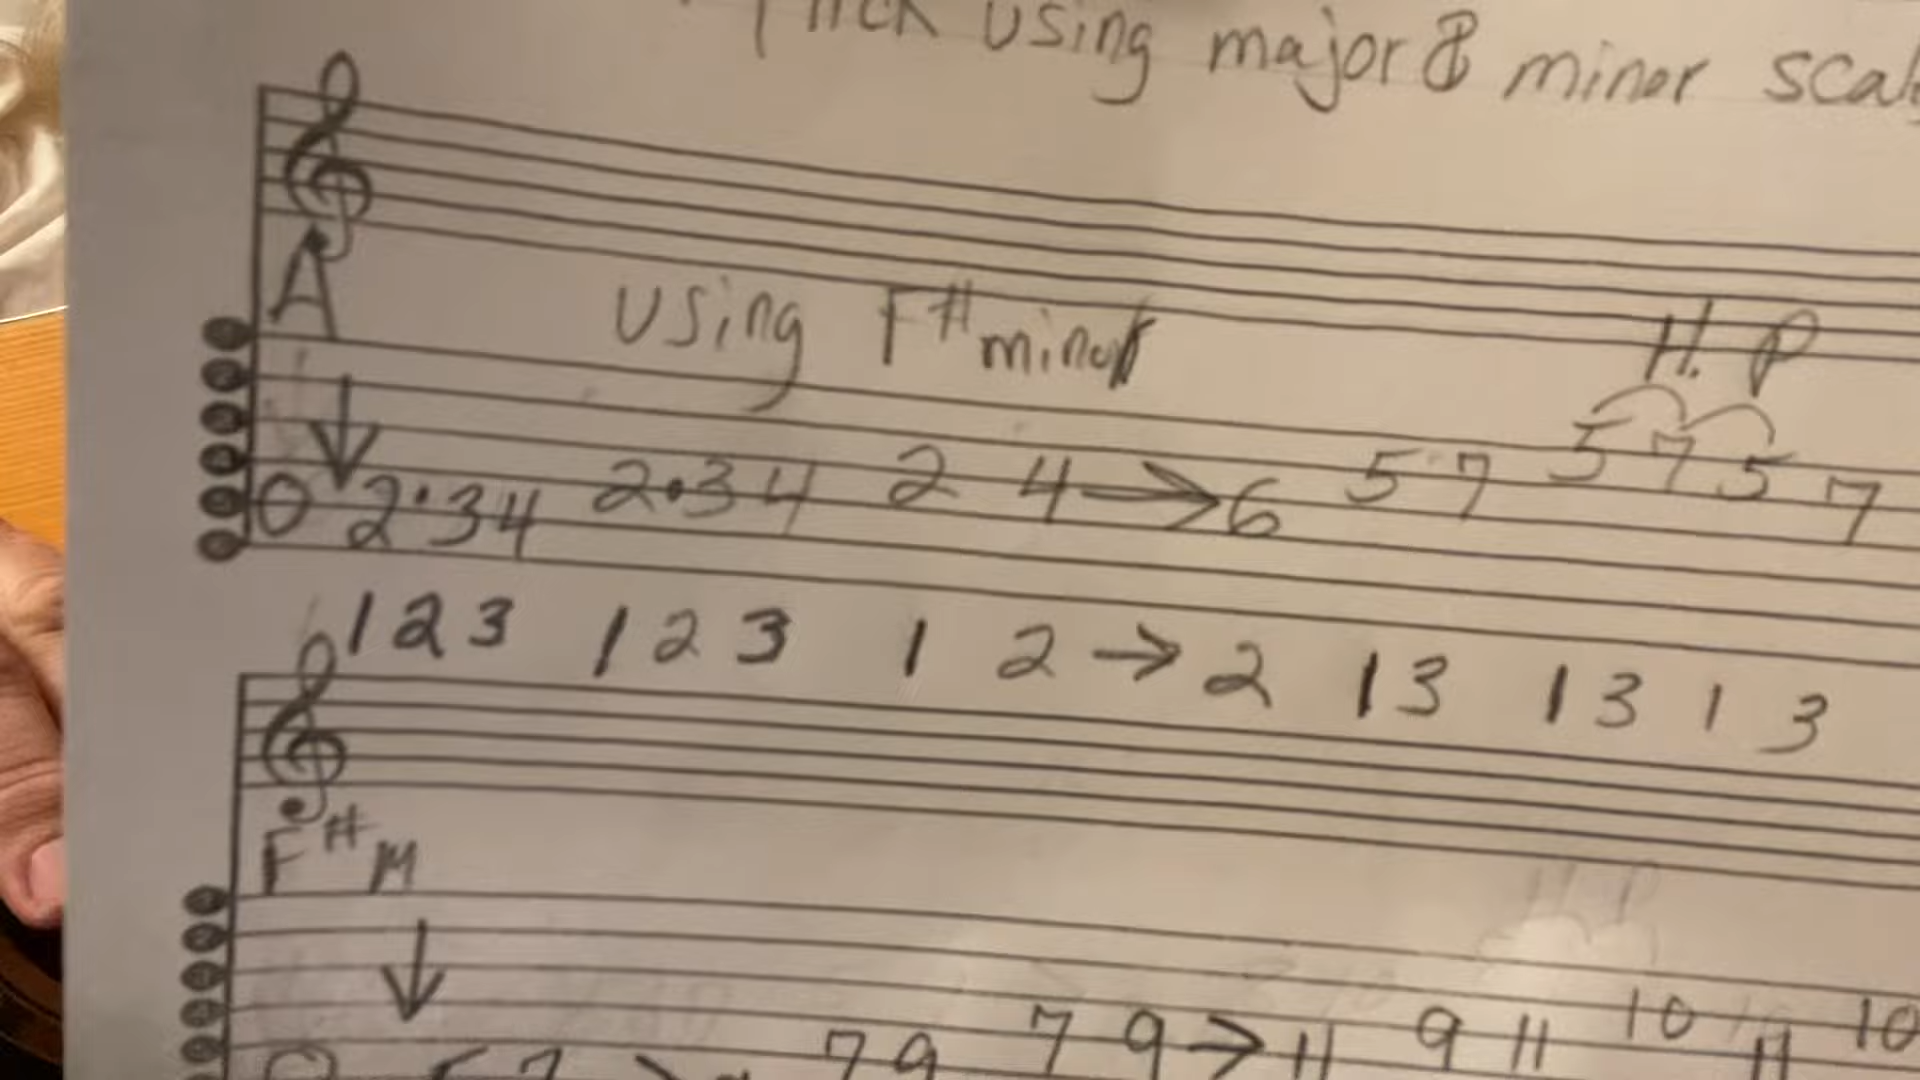 using major & minor scal
A
Using F# minor
H. P
0 2 3 4 2 3 4 2 4 → 6 5 7 5 7 5 7
1 2 3 1 2 3 1 2 → 2 1 3 1 3 1 3
F# M
7 9 7 9 → 11 9 11 10 11 10